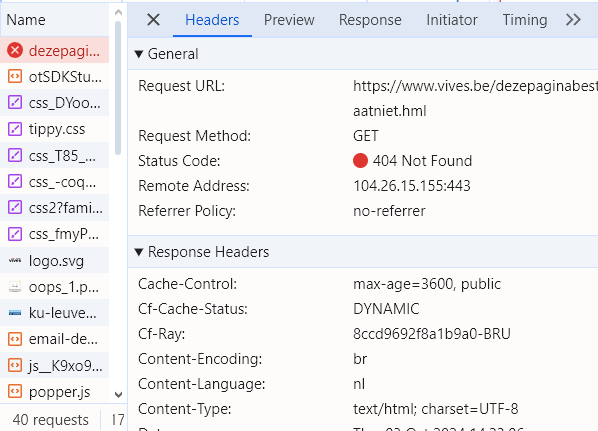 Name
Headers Preview Response Initiator Timing
dezepagi...
otSDKStu...
css_DYoo...
tippy.css
css_T85_...
css_-coq...
css2?fami...
css_fmyP...
logo.svg
oops_1.p...
ku-leuve...
email-de...
js__K9xo9...
popper.js
40 requests 17
General
Request URL: https://www.vives.be/dezepaginabest
aatniet.hml
Request Method: GET
Status Code: 404 Not Found
Remote Address: 104.26.15.155:443
Referrer Policy: no-referrer
Response Headers
Cache-Control: max-age=3600, public
Cf-Cache-Status: DYNAMIC
Cf-Ray: 8ccd9692f8a1b9a0-BRU
Content-Encoding: br
Content-Language: nl
Content-Type: text/html; charset=UTF-8